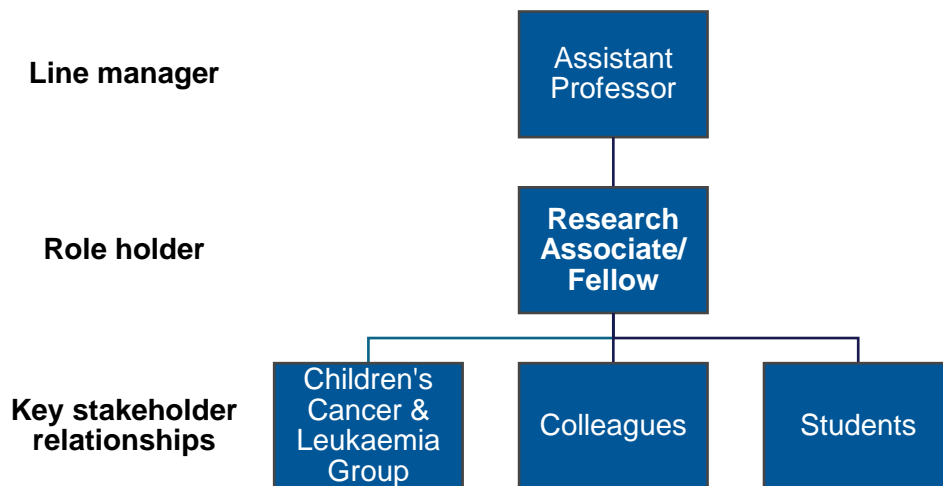 Line manager
Assistant
Professor
Role holder
Research
Associate/
Fellow
Key stakeholder
relationships
Children's
Cancer &
Leukaemia
Group
Colleagues
Students